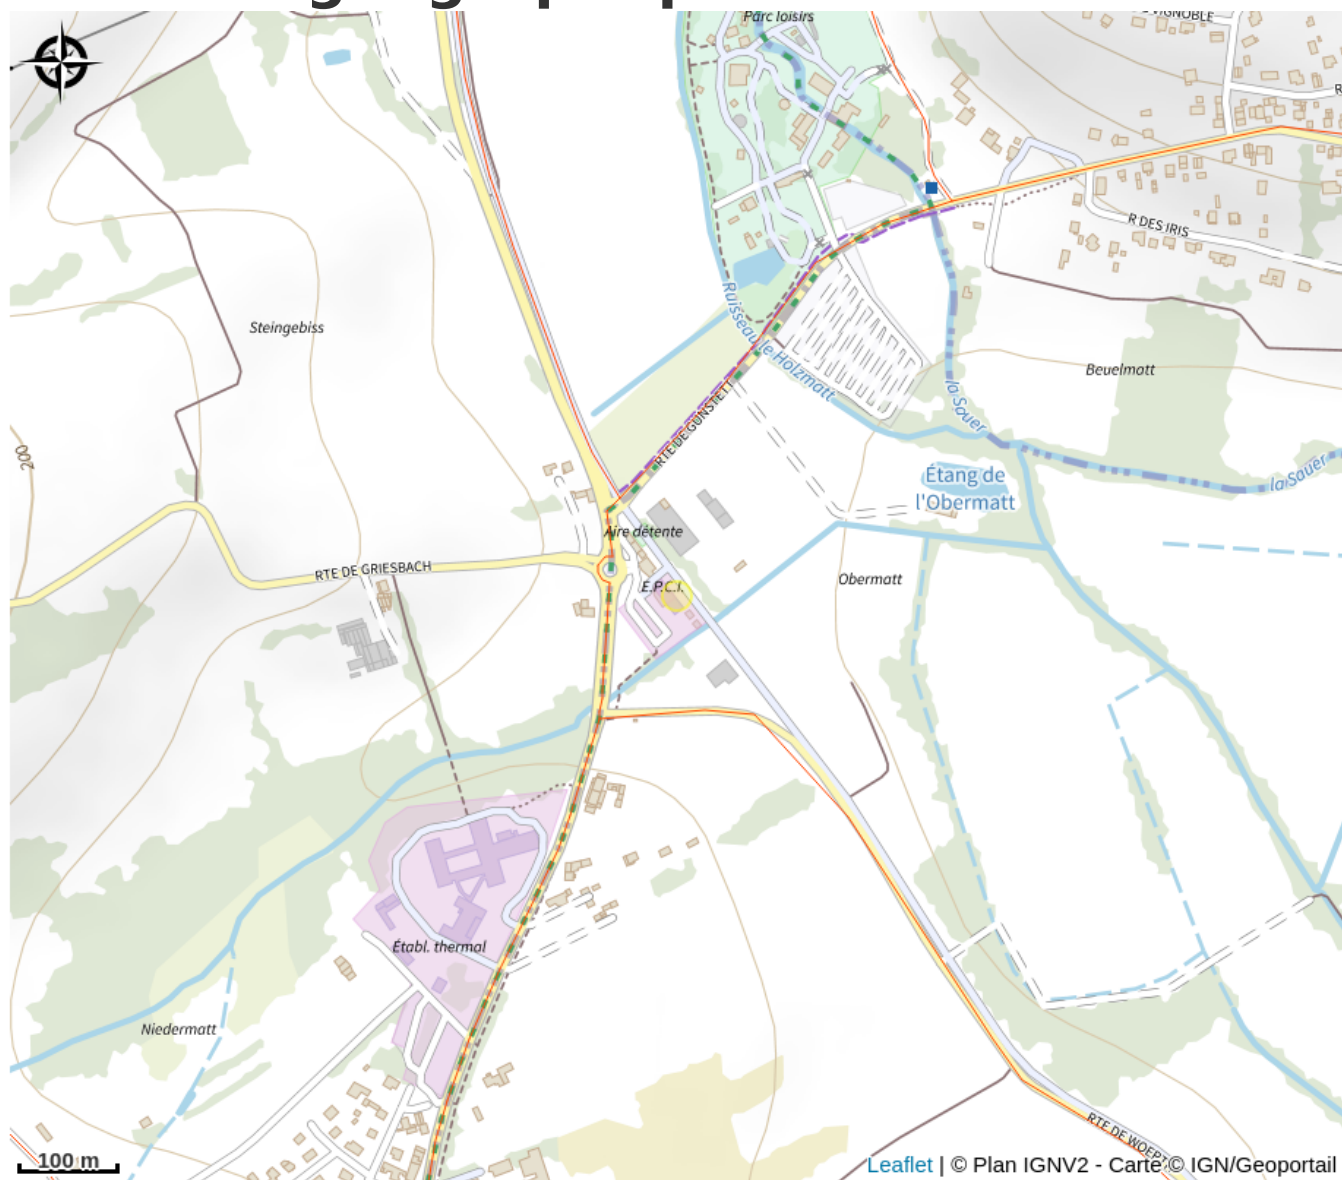 Parc loisirs
VIGNOBLE
R DES IRIS
Steingebiss
Ruisseau le Holzmatt
Beuelmatt
la Sauer
RTE DE GUNSTETT
200
la Sauer
Étang de
l'Obermatt
Aire détente
RTE DE GRIESBACH
E.P.C.I.
Obermatt
Établ. thermal
Niedermatt
RTE DE WOERT
100 m
Leaflet | © Plan IGNV2 - Carte © IGN/Geoportail